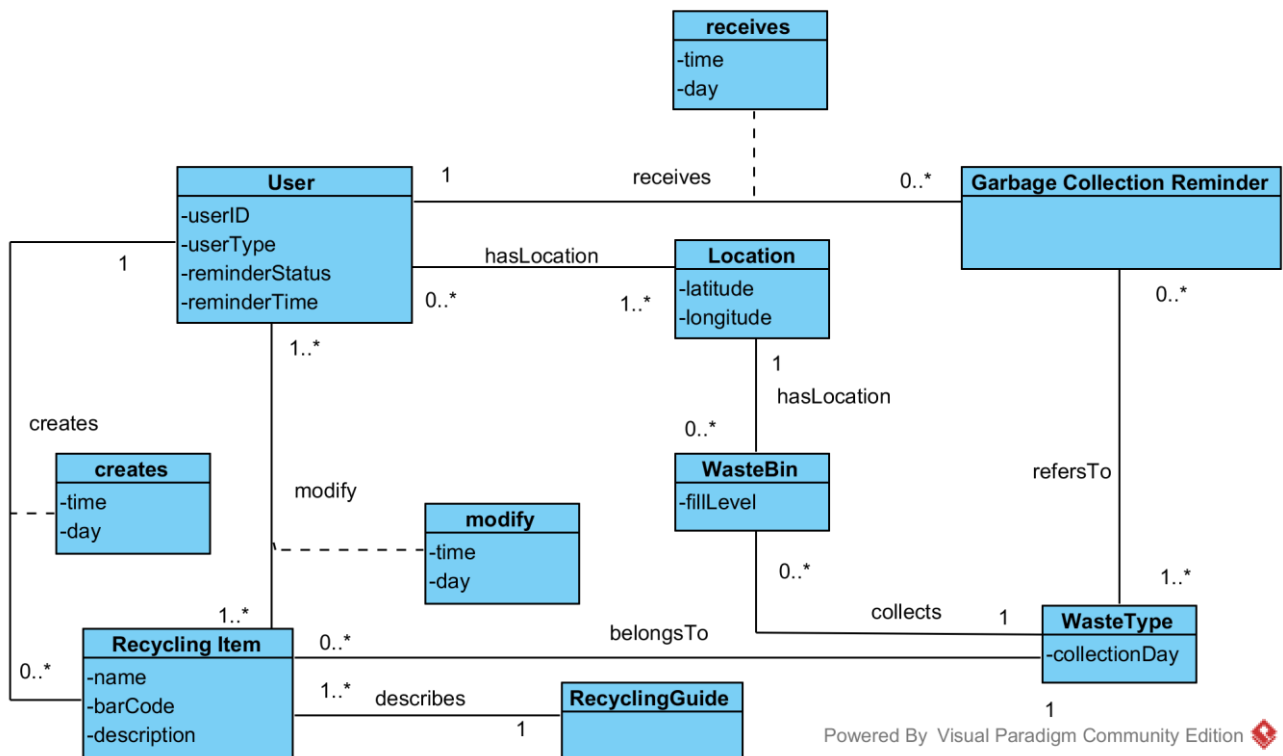 receives
-time
-day
User
-userID
-userType
-reminderStatus
-reminderTime
1
receives
0..*
Garbage Collection Reminder
1
hasLocation
0..*
1..*
Location
-latitude
-longitude
0..*
1..*
1
hasLocation
0..*
creates
creates
-time
-day
modify
modify
-time
-day
WasteBin
-fillLevel
refersTo
0..*
1..*
collects
1
WasteType
-collectionDay
1..*
0..*
belongsTo
1
Recycling Item
-name
-barCode
-description
0..*
1..*
describes
1
RecyclingGuide
Powered By Visual Paradigm Community Edition